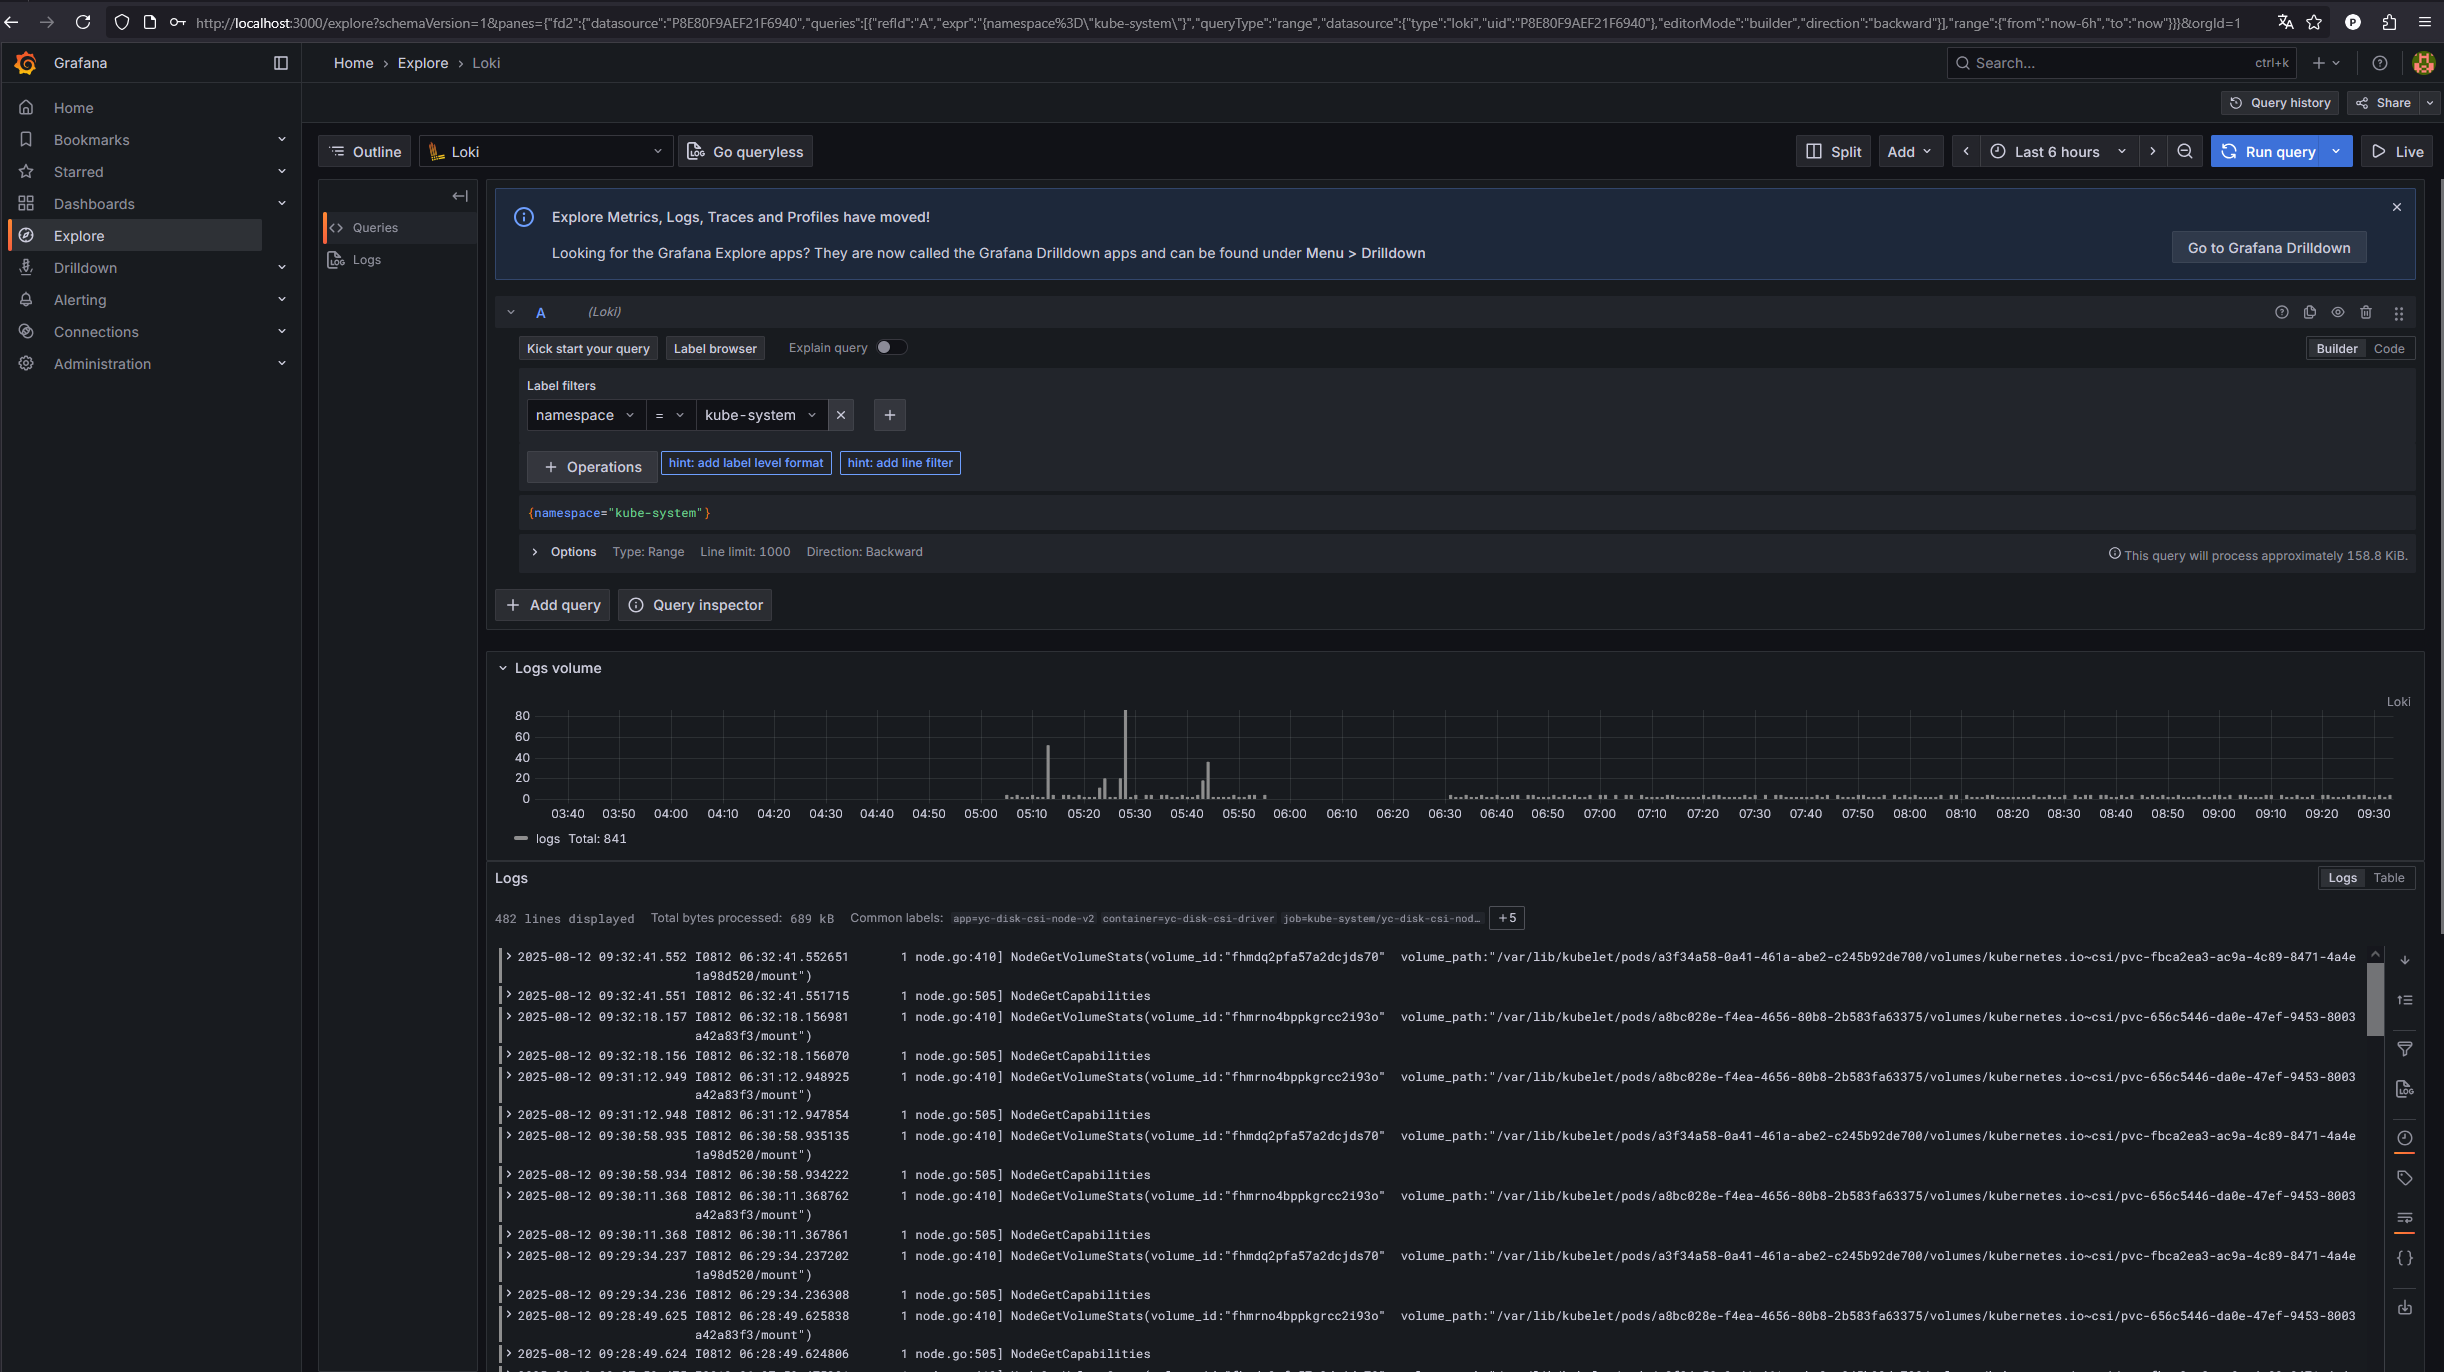 http://localhost:3000/explore?schemaVersion=1&panes={"fd2":{"datasource":"P8E80F9AEF21F6940","queries":[{"refId":"A","expr":"{namespace%3D\"kube-system\"}","queryType":"range","datasource":{"type":"loki","uid":"P8E80F9AEF21F6940"},"editorMode":"builder","direction":"backward"}],"range":{"from":"now-6h","to":"now"}}}&orgId=1
Grafana
Home › Explore › Loki
Search... ctrl+k
Home
Bookmarks
Starred
Dashboards
Explore
Drilldown
Alerting
Connections
Administration
Query history Share
Outline Loki Go queryless Split Add Last 6 hours Run query Live
Queries
Logs
Explore Metrics, Logs, Traces and Profiles have moved!
Looking for the Grafana Explore apps? They are now called the Grafana Drilldown apps and can be found under Menu > Drilldown
Go to Grafana Drilldown
A (Loki)
Kick start your query Label browser Explain query Builder Code
Label filters
namespace = kube-system
+ Operations hint: add label level format hint: add line filter
{namespace="kube-system"}
Options Type: Range Line limit: 1000 Direction: Backward
This query will process approximately 158.8 KiB.
+ Add query Query inspector
Logs volume
Loki
80
60
40
20
0
03:40 03:50 04:00 04:10 04:20 04:30 04:40 04:50 05:00 05:10 05:20 05:30 05:40 05:50 06:00 06:10 06:20 06:30 06:40 06:50 07:00 07:10 07:20 07:30 07:40 07:50 08:00 08:10 08:20 08:30 08:40 08:50 09:00 09:10 09:20 09:30
logs Total: 841
Logs
Logs Table
482 lines displayed Total bytes processed: 689 kB Common labels: app=yc-disk-csi-node-v2 container=yc-disk-csi-driver job=kube-system/yc-disk-csi-nod… +5
2025-08-12 09:32:41.552 I0812 06:32:41.552651 1 node.go:410] NodeGetVolumeStats(volume_id:"fhmdq2pfa57a2dcjds70" volume_path:"/var/lib/kubelet/pods/a3f34a58-0a41-461a-abe2-c245b92de700/volumes/kubernetes.io~csi/pvc-fbca2ea3-ac9a-4c89-8471-4a4e
1a98d520/mount")
2025-08-12 09:32:41.551 I0812 06:32:41.551715 1 node.go:505] NodeGetCapabilities
2025-08-12 09:32:18.157 I0812 06:32:18.156981 1 node.go:410] NodeGetVolumeStats(volume_id:"fhmrno4bppkgrcc2i93o" volume_path:"/var/lib/kubelet/pods/a8bc028e-f4ea-4656-80b8-2b583fa63375/volumes/kubernetes.io~csi/pvc-656c5446-da0e-47ef-9453-8003
a42a83f3/mount")
2025-08-12 09:32:18.156 I0812 06:32:18.156070 1 node.go:505] NodeGetCapabilities
2025-08-12 09:31:12.949 I0812 06:31:12.948925 1 node.go:410] NodeGetVolumeStats(volume_id:"fhmrno4bppkgrcc2i93o" volume_path:"/var/lib/kubelet/pods/a8bc028e-f4ea-4656-80b8-2b583fa63375/volumes/kubernetes.io~csi/pvc-656c5446-da0e-47ef-9453-8003
a42a83f3/mount")
2025-08-12 09:31:12.948 I0812 06:31:12.947854 1 node.go:505] NodeGetCapabilities
2025-08-12 09:30:58.935 I0812 06:30:58.935135 1 node.go:410] NodeGetVolumeStats(volume_id:"fhmdq2pfa57a2dcjds70" volume_path:"/var/lib/kubelet/pods/a3f34a58-0a41-461a-abe2-c245b92de700/volumes/kubernetes.io~csi/pvc-fbca2ea3-ac9a-4c89-8471-4a4e
1a98d520/mount")
2025-08-12 09:30:58.934 I0812 06:30:58.934222 1 node.go:505] NodeGetCapabilities
2025-08-12 09:30:11.368 I0812 06:30:11.368762 1 node.go:410] NodeGetVolumeStats(volume_id:"fhmrno4bppkgrcc2i93o" volume_path:"/var/lib/kubelet/pods/a8bc028e-f4ea-4656-80b8-2b583fa63375/volumes/kubernetes.io~csi/pvc-656c5446-da0e-47ef-9453-8003
a42a83f3/mount")
2025-08-12 09:30:11.368 I0812 06:30:11.367861 1 node.go:505] NodeGetCapabilities
2025-08-12 09:29:34.237 I0812 06:29:34.237202 1 node.go:410] NodeGetVolumeStats(volume_id:"fhmdq2pfa57a2dcjds70" volume_path:"/var/lib/kubelet/pods/a3f34a58-0a41-461a-abe2-c245b92de700/volumes/kubernetes.io~csi/pvc-fbca2ea3-ac9a-4c89-8471-4a4e
1a98d520/mount")
2025-08-12 09:29:34.236 I0812 06:29:34.236308 1 node.go:505] NodeGetCapabilities
2025-08-12 09:28:49.625 I0812 06:28:49.625838 1 node.go:410] NodeGetVolumeStats(volume_id:"fhmrno4bppkgrcc2i93o" volume_path:"/var/lib/kubelet/pods/a8bc028e-f4ea-4656-80b8-2b583fa63375/volumes/kubernetes.io~csi/pvc-656c5446-da0e-47ef-9453-8003
a42a83f3/mount")
2025-08-12 09:28:49.624 I0812 06:28:49.624806 1 node.go:505] NodeGetCapabilities